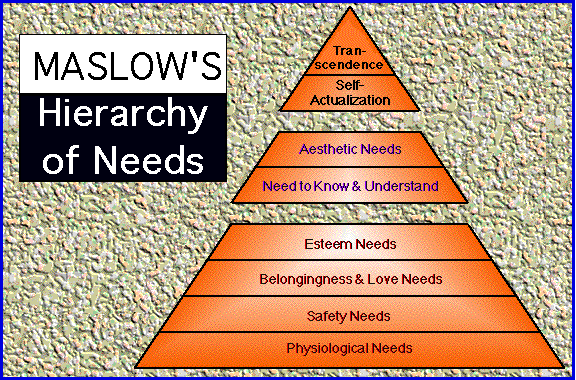 MASLOW'S
Hierarchy
of Needs
Tran-
scendence
Self-
Actualization
Aesthetic Needs
Need to Know & Understand
Esteem Needs
Belongingness & Love Needs
Safety Needs
Physiological Needs